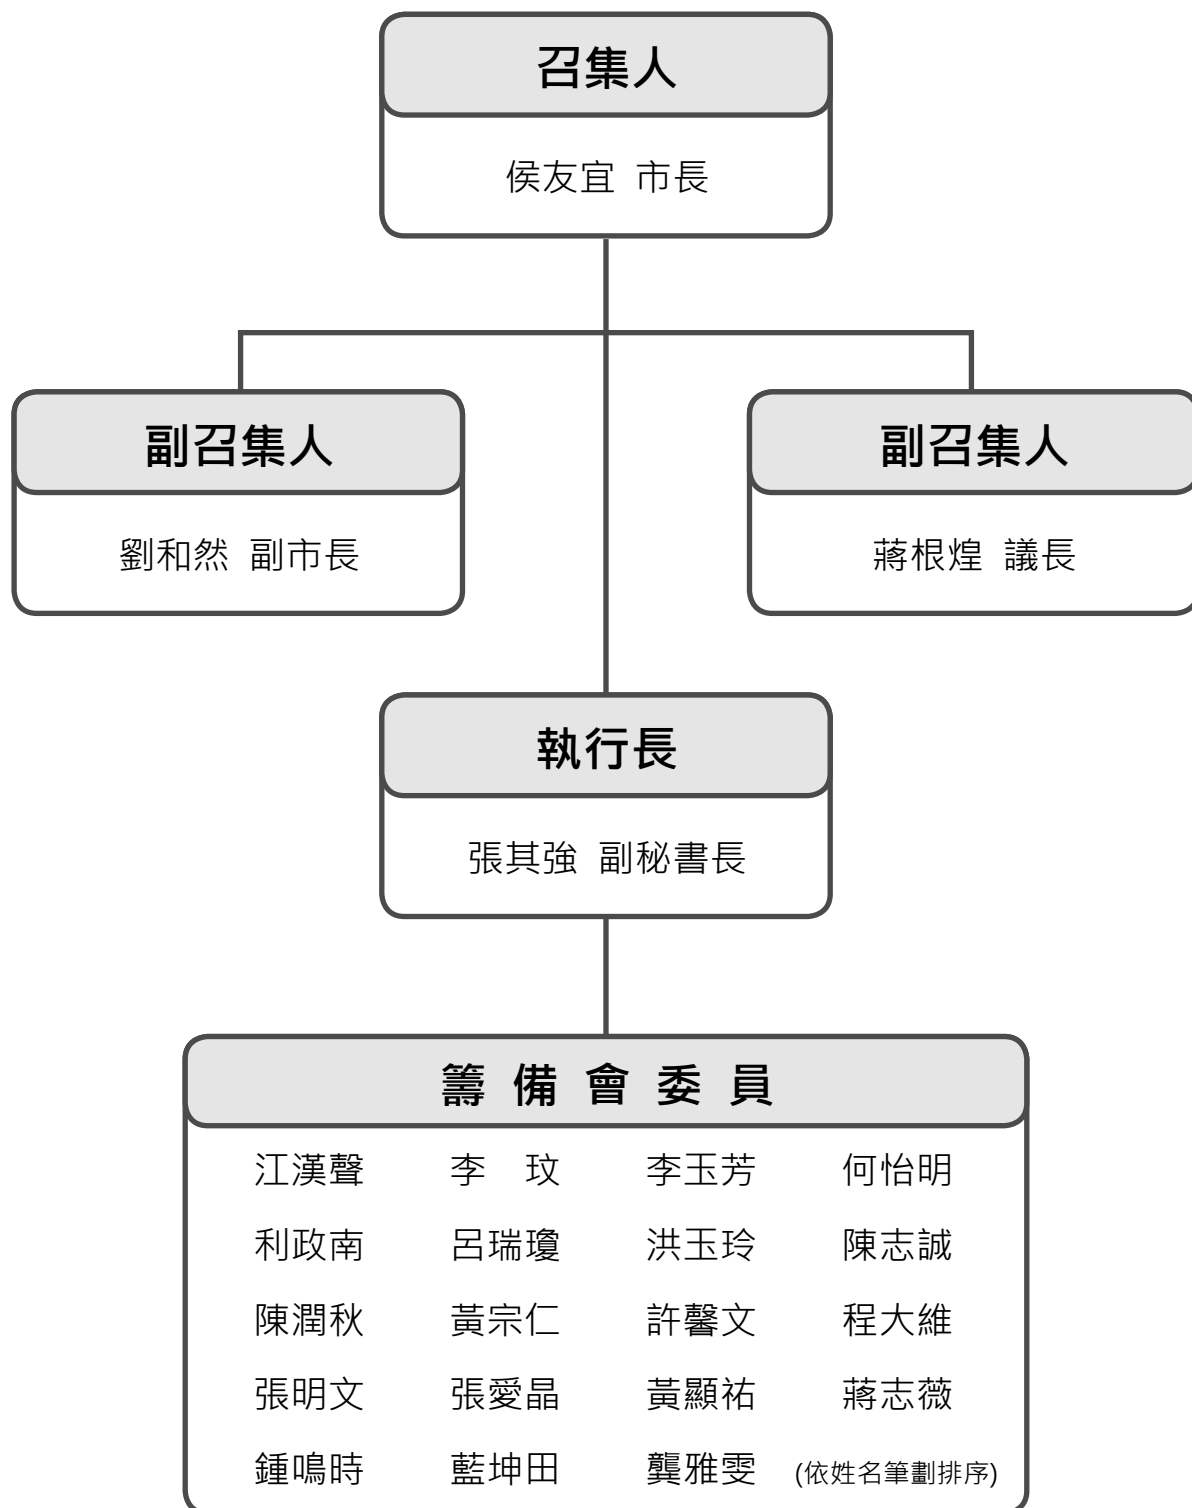 召集人
侯友宜 市長
副召集人
劉和然 副市長
副召集人
蔣根煌 議長
執行長
張其強 副秘書長
籌備會委員
江漢聲 李 玟 李玉芳 何怡明
利政南 呂瑞瓊 洪玉玲 陳志誠
陳潤秋 黃宗仁 許馨文 程大維
張明文 張愛晶 黃顯祐 蔣志薇
鍾鳴時 藍坤田 龔雅雯 (依姓名筆劃排序)